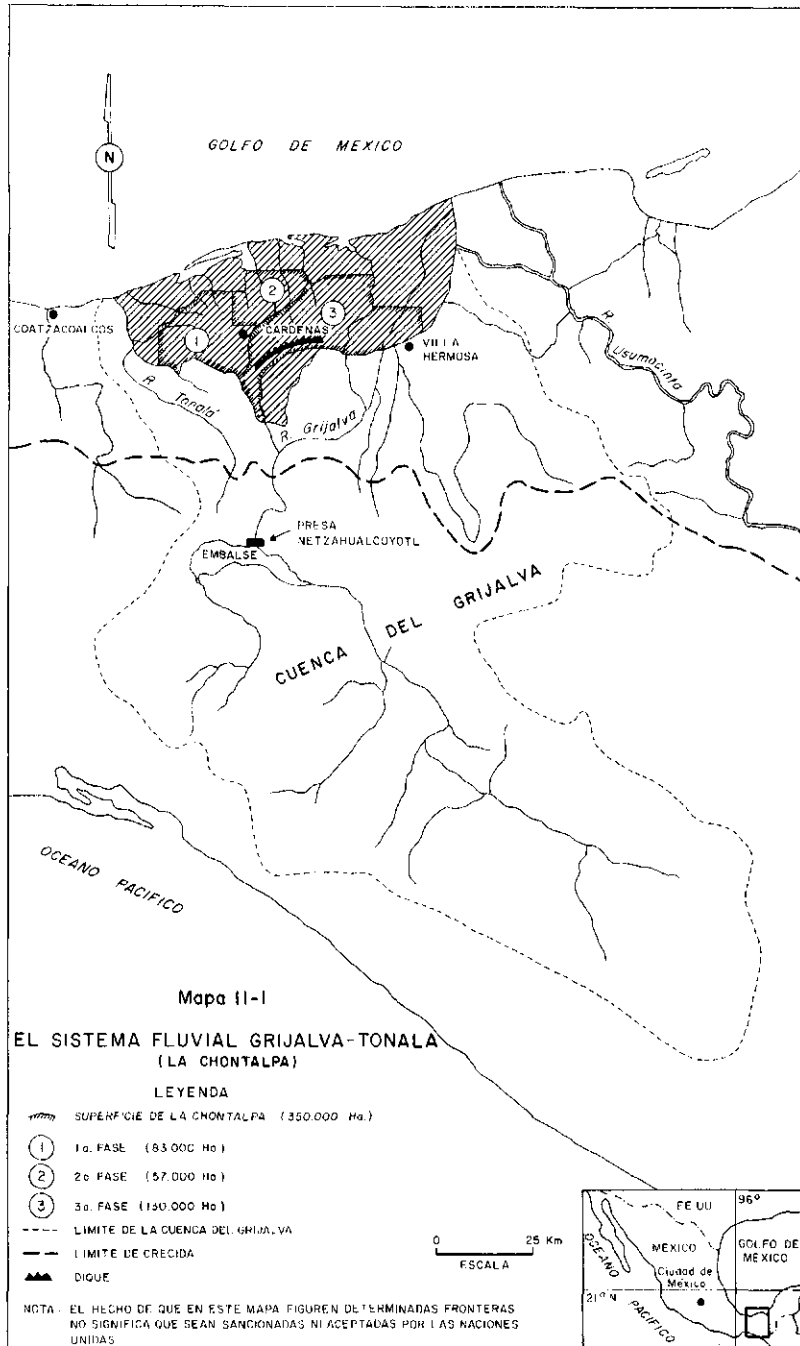 N
GOLFO DE MEXICO
COATZACOALCOS
2
3
1
CARDENAS
VILLA
HERMOSA
R. Usumacinta
R. Tonalá
R. Grijalva
PRESA
NETZAHUALCOYOTL
EMBALSE
CUENCA DEL GRIJALVA
OCEANO PACIFICO
Mapa II-I
EL SISTEMA FLUVIAL GRIJALVA-TONALA
(LA CHONTALPA)
LEYENDA
SUPERFICIE DE LA CHONTALPA (350.000 Ha.)
1 1a. FASE (83.000 Ha)
2 2a FASE (57.000 Ha)
3 3a. FASE (130.000 Ha)
LIMITE DE LA CUENCA DEL GRIJALVA
LIMITE DE CRECIDA
DIQUE
0 25 Km
ESCALA
NOTA: EL HECHO DE QUE EN ESTE MAPA FIGUREN DETERMINADAS FRONTERAS
NO SIGNIFICA QUE SEAN SANCIONADAS NI ACEPTADAS POR LAS NACIONES
UNIDAS
EE UU
96°
OCEANO
PACIFICO
MEXICO
GOLFO DE
MEXICO
Ciudad de
México
21° N